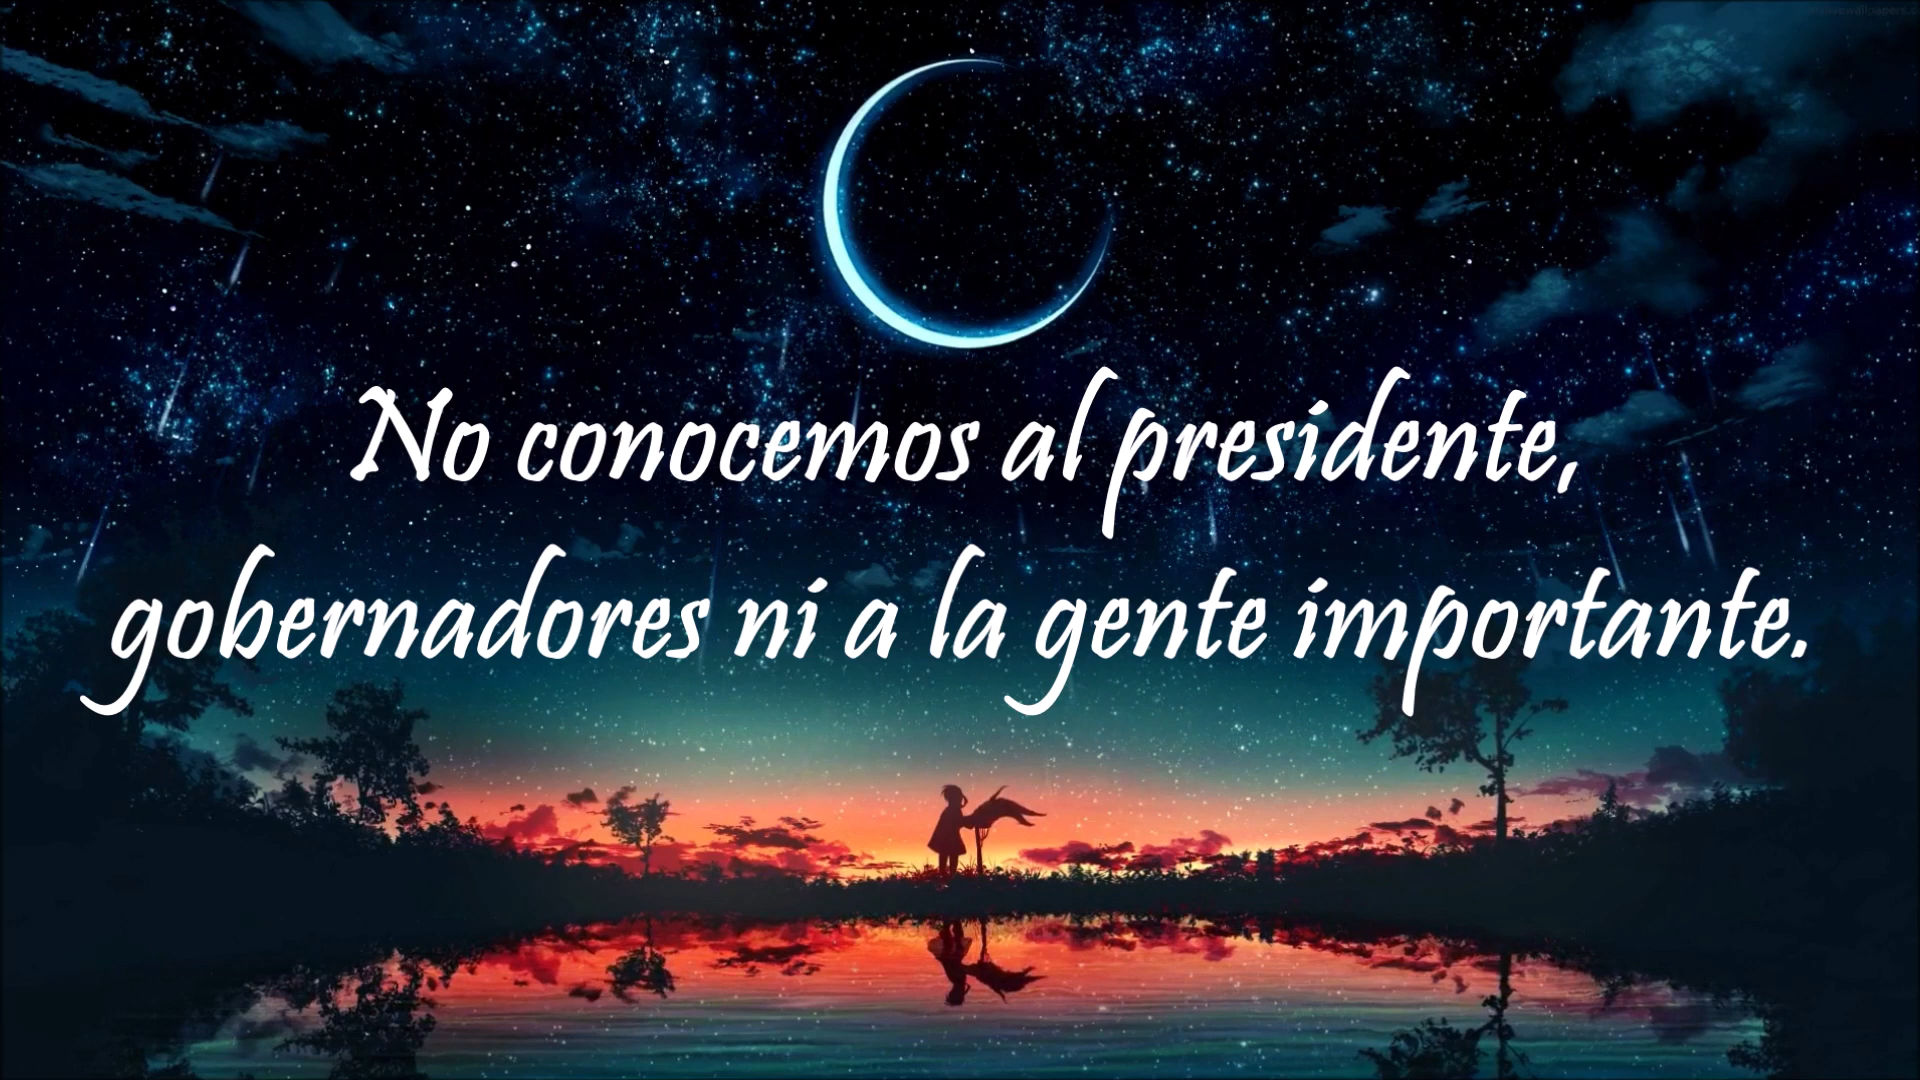 No conocemos al presidente,
gobernadores ni a la gente importante.